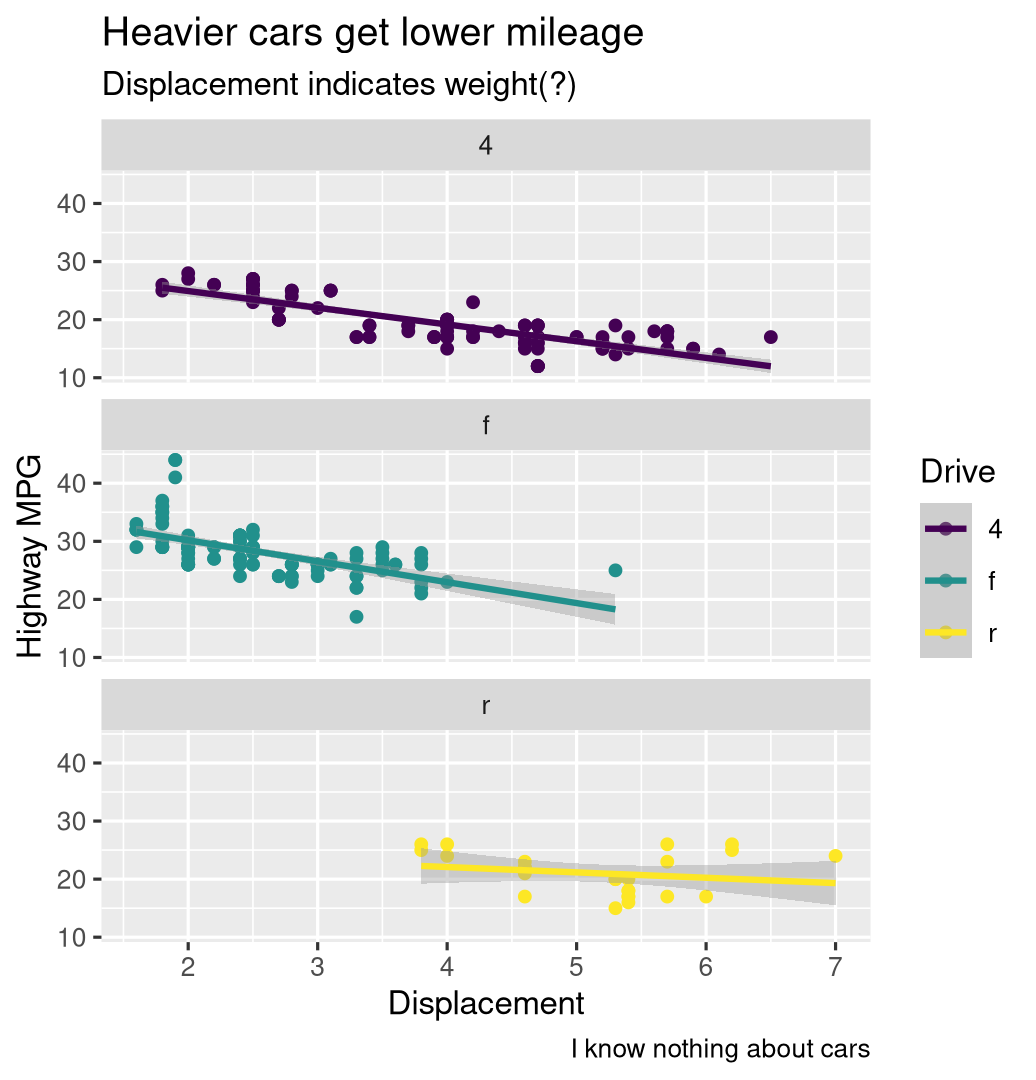 Heavier cars get lower mileage
Displacement indicates weight(?)
4
40
30
20
10
f
40
30
20
10
r
40
30
20
10
2 3 4 5 6 7
Displacement
Highway MPG
Drive
4
f
r
I know nothing about cars